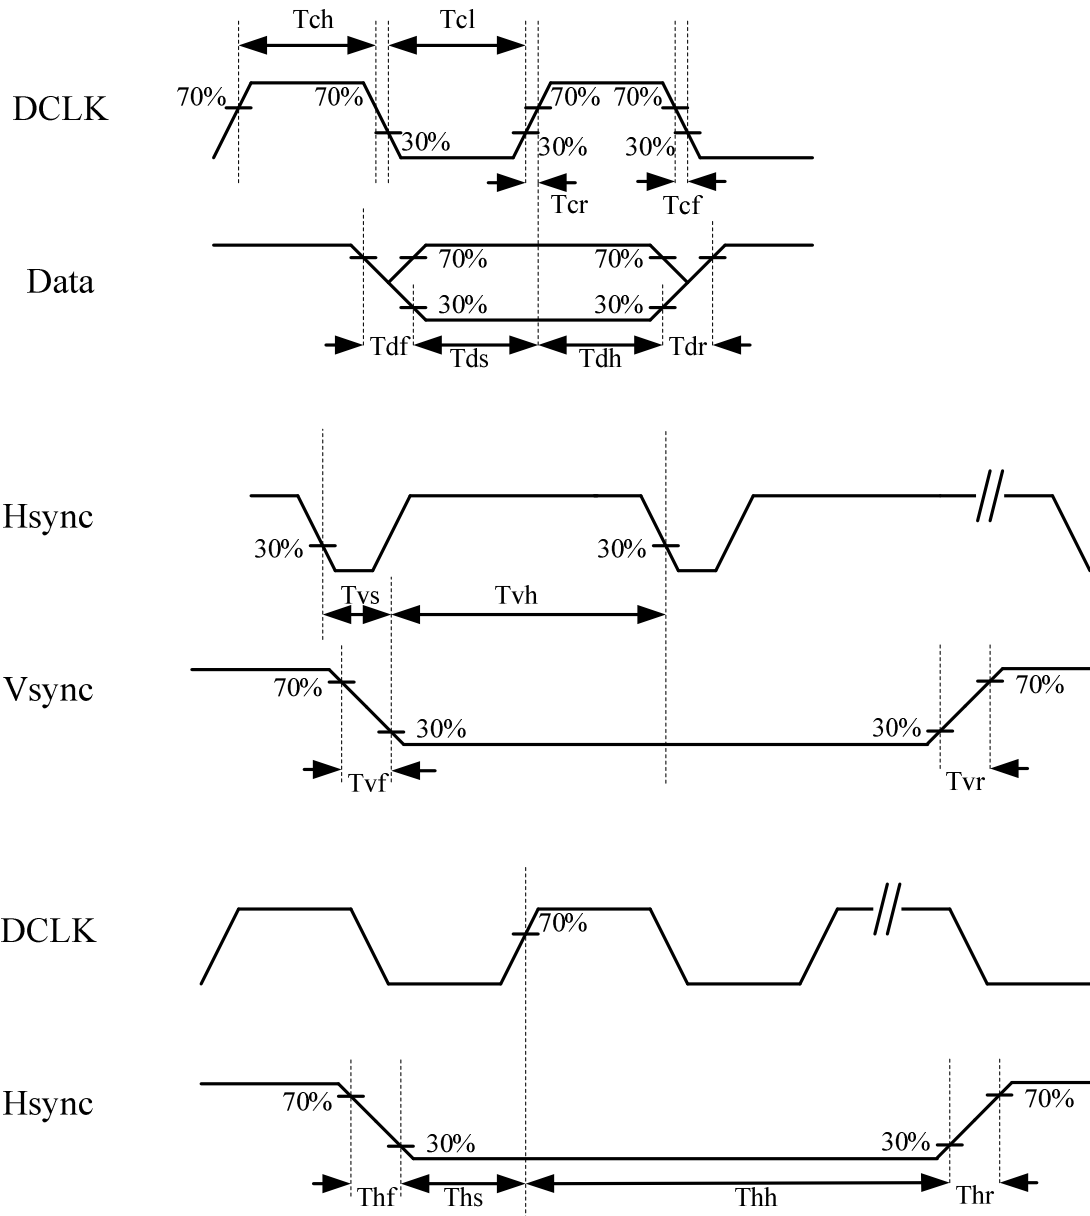 Tch Tcl
DCLK 70% 70% 70% 70%
30% 30% 30%
Tcr Tcf
Data 70% 70%
30% 30%
Tdf Tds Tdh Tdr
Hsync
30% 30%
Tvs Tvh
Vsync 70% 70%
30% 30%
Tvf Tvr
DCLK 70%
Hsync 70% 70%
30% 30%
Thf Ths Thh Thr